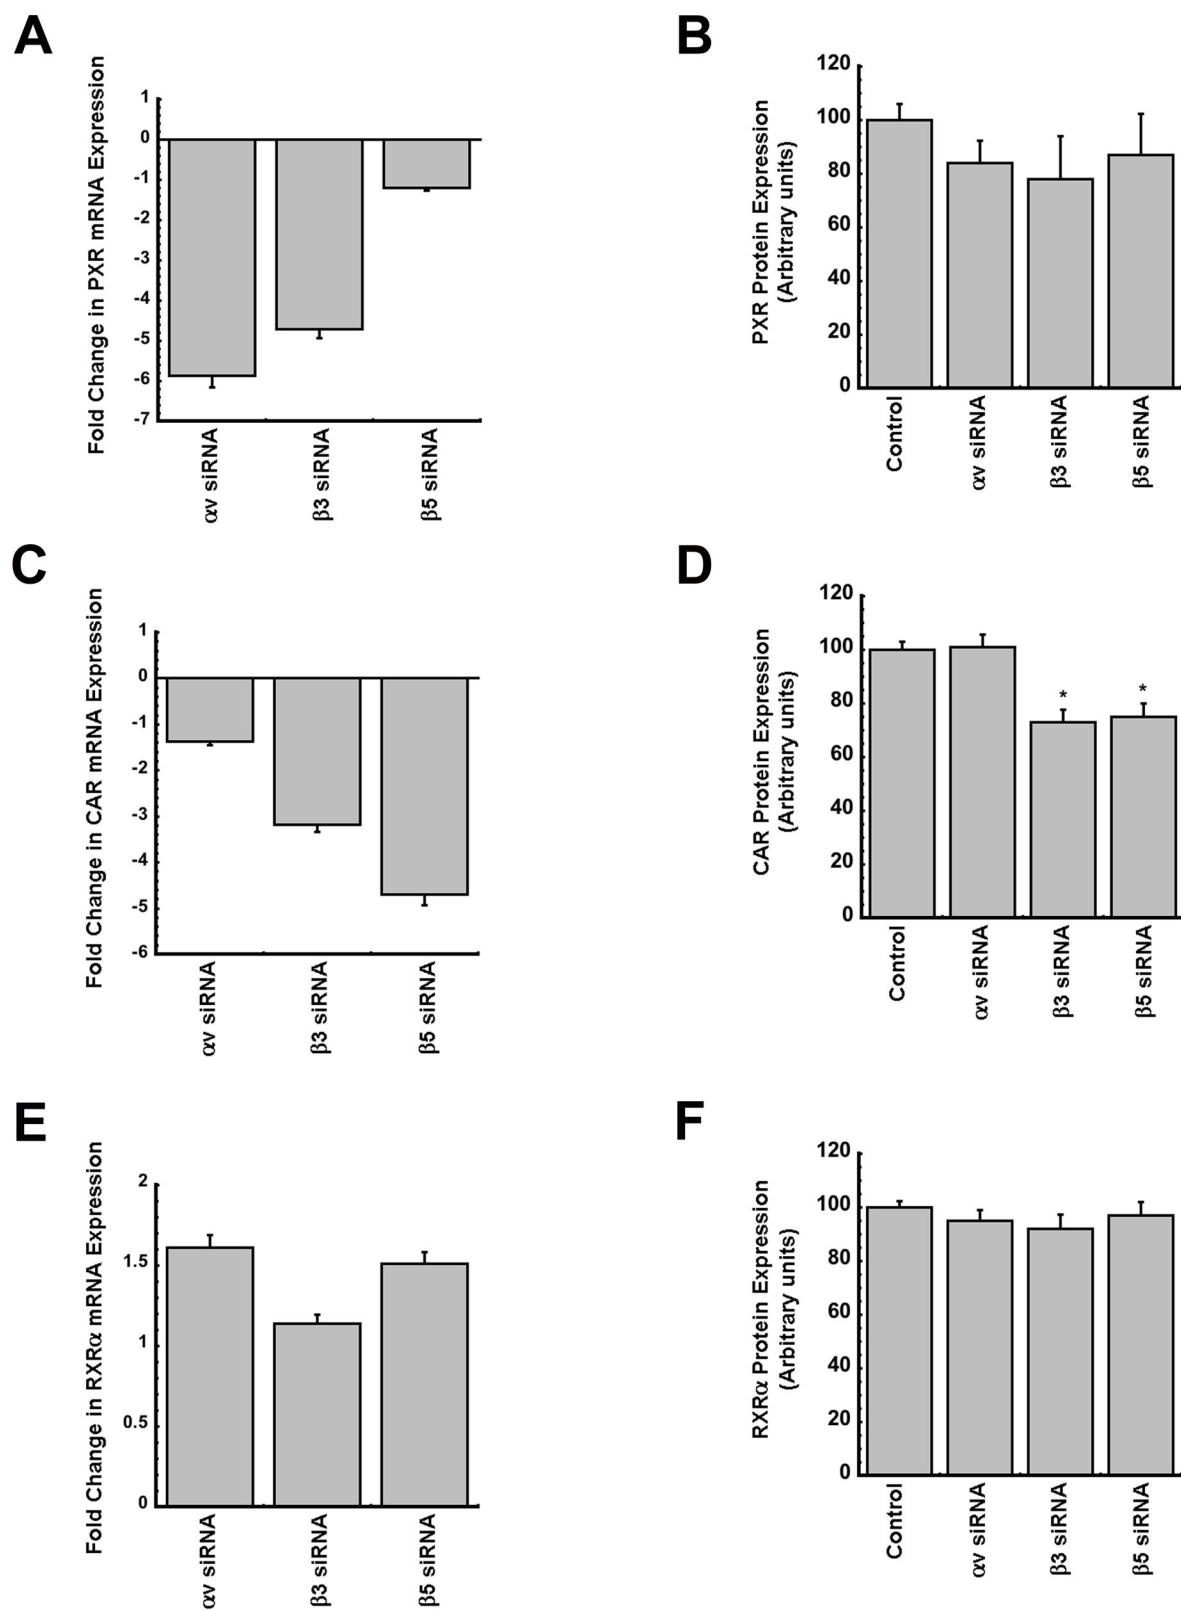 A
Fold Change in PXR mRNA Expression
1
0
-1
-2
-3
-4
-5
-6
-7
αv siRNA
β3 siRNA
β5 siRNA
B
PXR Protein Expression
(Arbitrary units)
120
100
80
60
40
20
0
Control
αv siRNA
β3 siRNA
β5 siRNA
C
Fold Change in CAR mRNA Expression
1
0
-1
-2
-3
-4
-5
-6
αv siRNA
β3 siRNA
β5 siRNA
D
CAR Protein Expression
(Arbitrary units)
120
100
80
60
40
20
0
*
*
Control
αv siRNA
β3 siRNA
β5 siRNA
E
Fold Change in RXRα mRNA Expression
2
1.5
1
0.5
0
αv siRNA
β3 siRNA
β5 siRNA
F
RXRα Protein Expression
(Arbitrary units)
120
100
80
60
40
20
0
Control
αv siRNA
β3 siRNA
β5 siRNA